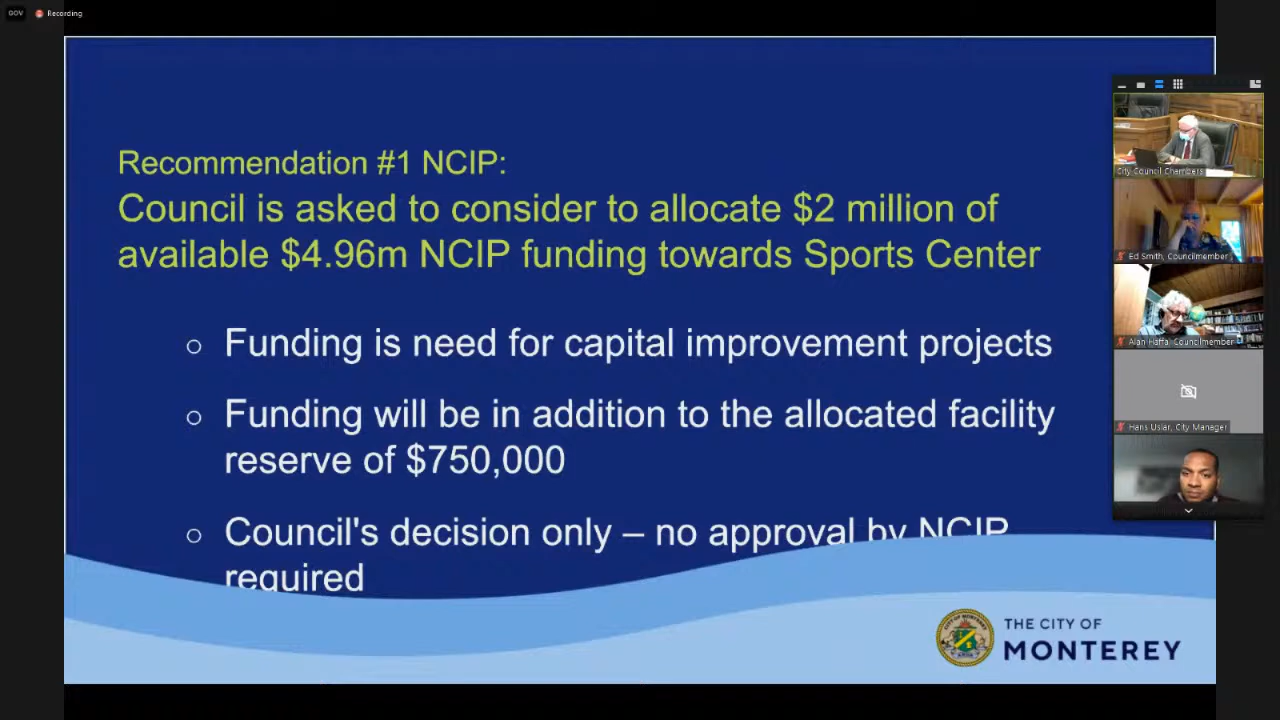 GOV
Recording
Recommendation #1 NCIP:
Council is asked to consider to allocate $2 million of
available $4.96m NCIP funding towards Sports Center
Funding is need for capital improvement projects
Funding will be in addition to the allocated facility
reserve of $750,000
Council's decision only – no approval by NCIP
required
THE CITY OF
MONTEREY
City Council Chambers
Ed Smith, Councilmember
Alan Haffa, Councilmember
Hans Uslar, City Manager